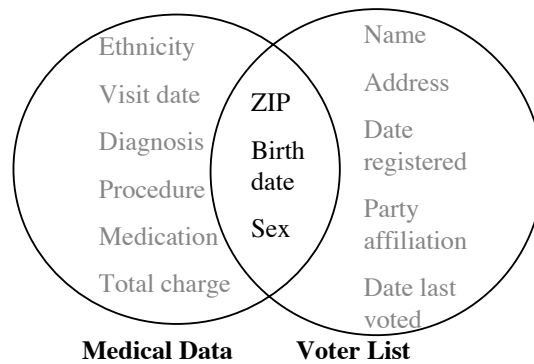 Ethnicity
Visit date
Diagnosis
Procedure
Medication
Total charge
ZIP
Birth
date
Sex
Name
Address
Date
registered
Party
affiliation
Date last
voted
Medical Data
Voter List